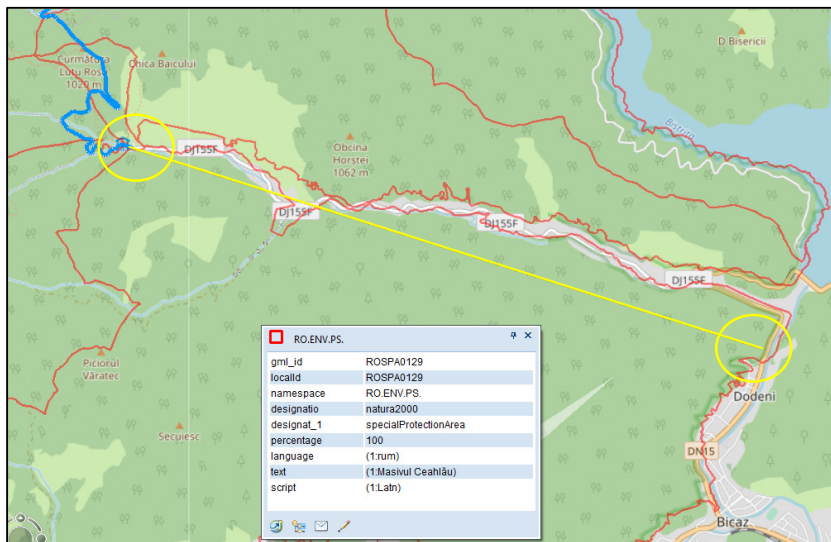 D. Bisericii
Curmătura
Lutu Roșu
1020 m
Chica Baicului
Bistrița
DJ155F
Obcina
Horștei
1062 m
DJ155F
DJ155F
DJ155F
RO.ENV.PS.
gml_id ROSPA0129
localId ROSPA0129
namespace RO.ENV.PS.
designatio natura2000
designat_1 specialProtectionArea
percentage 100
language (1:rum)
text (1:Masivul Ceahlău)
script (1:Latn)
Piciorul
Văratec
Dodeni
Secuiesc
DN15
Bicaz